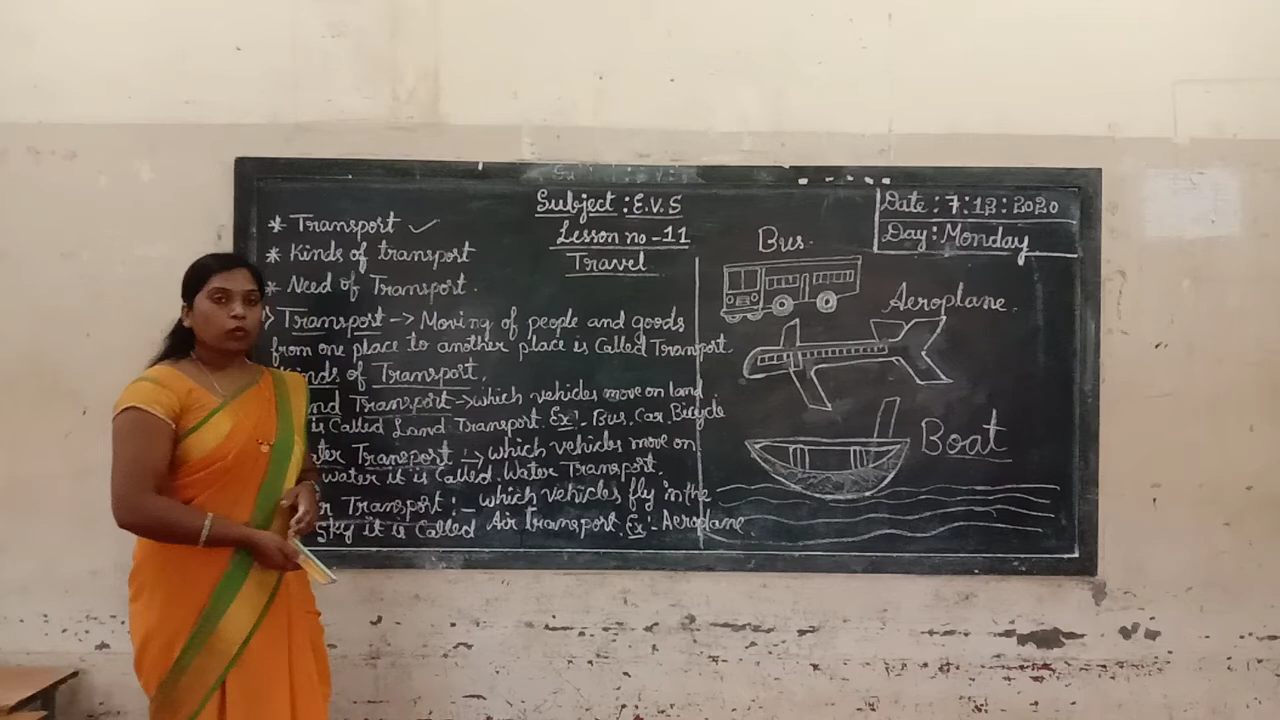 Subject : E.V.S
Lesson no - 11
Travel
Date : 7:12:2020
Day : Monday
* Transport ✓
* Kinds of transport
* Need of Transport.
Transport -> Moving of people and goods
from one place to another place is Called Transport.
Kinds of Transport.
nd Transport -> which vehicles move on land
is Called Land Transport. Ex:- Bus, Car, Bicycle
ter Transport :-> which vehicles move on
water it is Called Water Transport.
r Transport :- which vehicles fly in the
Sky it is Called Air transport. Ex:- Aeroplane.
Bus.
Aeroplane.
Boat